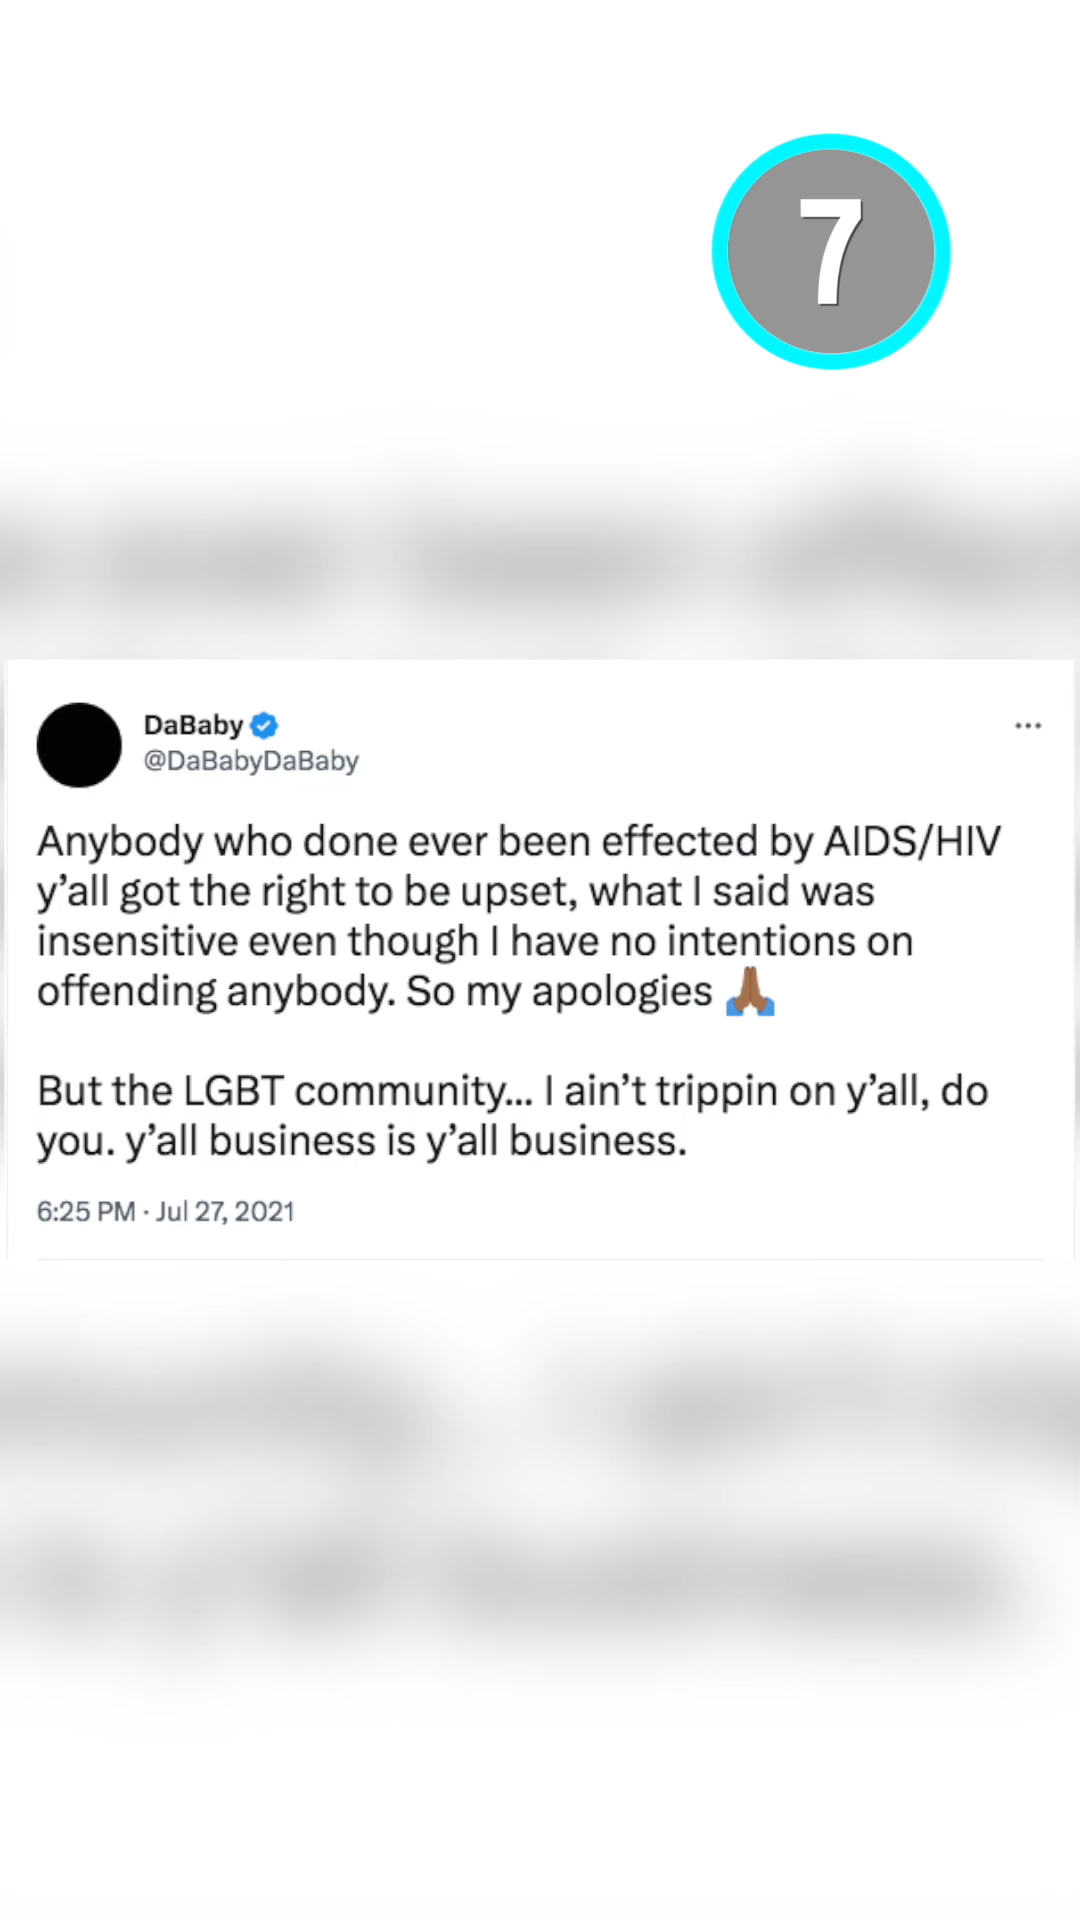 7
DaBaby
@DaBabyDaBaby
Anybody who done ever been effected by AIDS/HIV
y’all got the right to be upset, what I said was
insensitive even though I have no intentions on
offending anybody. So my apologies 🙏🏾
But the LGBT community... I ain’t trippin on y’all, do
you. y’all business is y’all business.
6:25 PM · Jul 27, 2021